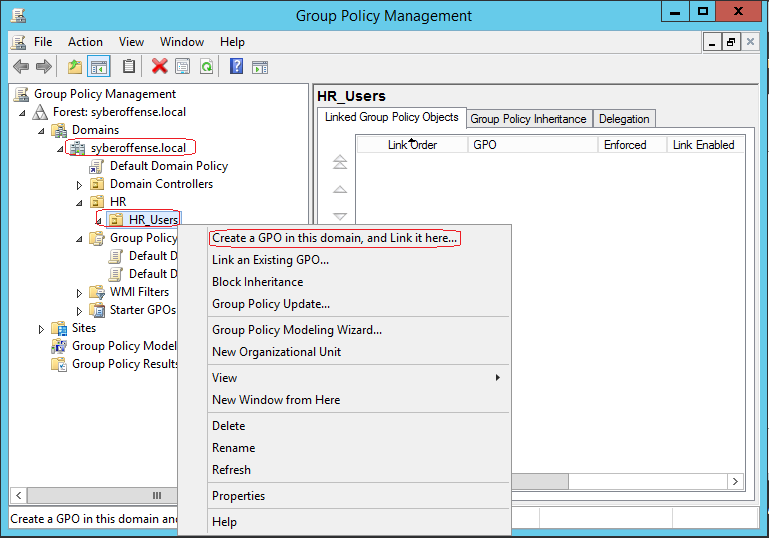 Group Policy Management
File Action View Window Help
Group Policy Management
Forest: syberoffense.local
Domains
syberoffense.local
Default Domain Policy
Domain Controllers
HR
HR_Users
Group Policy
Default D
Default D
WMI Filters
Starter GPOs
Sites
Group Policy Model
Group Policy Results
HR_Users
Linked Group Policy Objects Group Policy Inheritance Delegation
Link Order GPO Enforced Link Enabled
Create a GPO in this domain, and Link it here...
Link an Existing GPO...
Block Inheritance
Group Policy Update...
Group Policy Modeling Wizard...
New Organizational Unit
View
New Window from Here
Delete
Rename
Refresh
Properties
Help
Create a GPO in this domain and